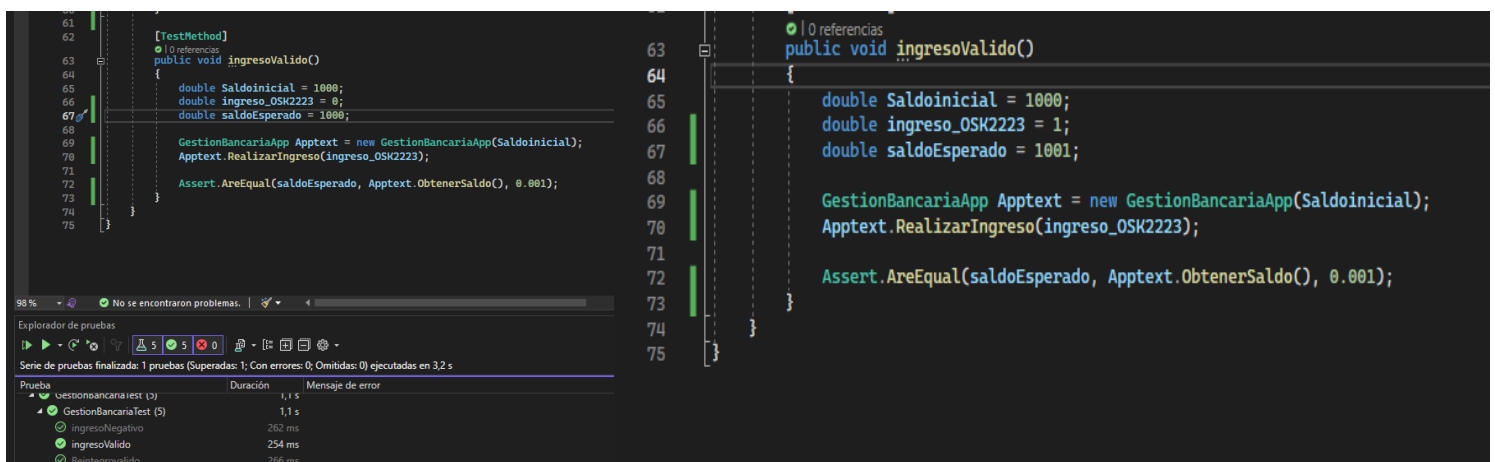 61
62 [TestMethod]
0 referencias
63 public void ingresoValido()
64 {
65 double Saldoinicial = 1000;
66 double ingreso_OSK2223 = 0;
67 double saldoEsperado = 1000;
68
69 GestionBancariaApp Apptext = new GestionBancariaApp(Saldoinicial);
70 Apptext.RealizarIngreso(ingreso_OSK2223);
71
72 Assert.AreEqual(saldoEsperado, Apptext.ObtenerSaldo(), 0.001);
73 }
74 }
75 }
98 % No se encontraron problemas.
Explorador de pruebas
5 5 0
Serie de pruebas finalizada: 1 pruebas (Superadas: 1; Con errores: 0; Omitidas: 0) ejecutadas en 3,2 s
Prueba Duración Mensaje de error
GestionBancariaTest (5) 1,1 s
GestionBancariaTest (5) 1,1 s
ingresoNegativo 262 ms
ingresoValido 254 ms
Reintegrovalido 266 ms
0 referencias
63 public void ingresoValido()
64 {
65 double Saldoinicial = 1000;
66 double ingreso_OSK2223 = 1;
67 double saldoEsperado = 1001;
68
69 GestionBancariaApp Apptext = new GestionBancariaApp(Saldoinicial);
70 Apptext.RealizarIngreso(ingreso_OSK2223);
71
72 Assert.AreEqual(saldoEsperado, Apptext.ObtenerSaldo(), 0.001);
73 }
74 }
75 }